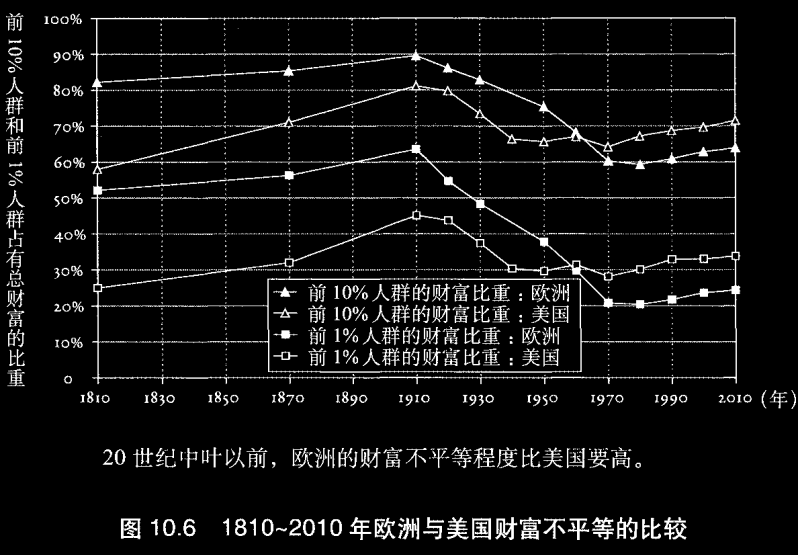 前10%人群和前1%人群占有总财富的比重
100%
90%
80%
70%
60%
50%
40%
30%
20%
10%
0
前10%人群的财富比重：欧洲
前10%人群的财富比重：美国
前1%人群的财富比重：欧洲
前1%人群的财富比重：美国
1810 1830 1850 1870 1890 1910 1930 1950 1970 1990 2010（年）
20世纪中叶以前，欧洲的财富不平等程度比美国要高。
图 10.6 1810~2010年欧洲与美国财富不平等的比较